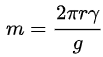 m = \frac{2\pi r\gamma}{g}